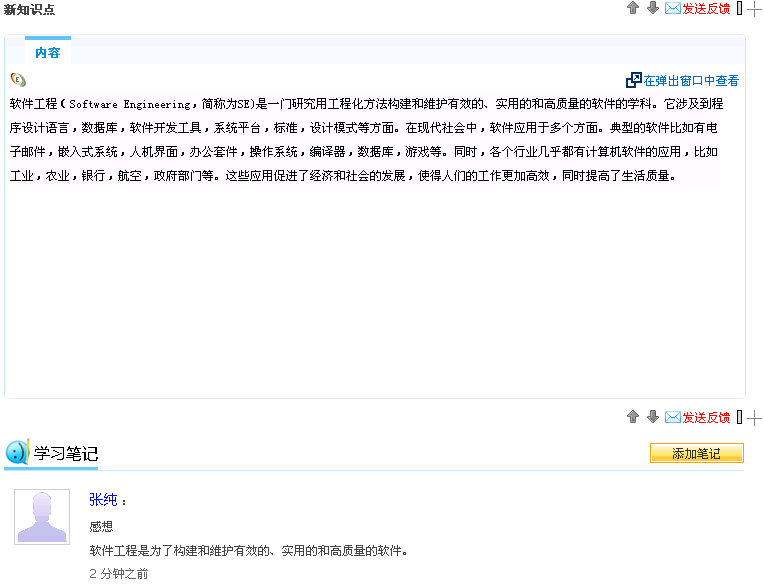 新知识点
发送反馈
内容
在弹出窗口中查看
软件工程(Software Engineering,简称为SE)是一门研究用工程化方法构建和维护有效的、实用的和高质量的软件的学科。它涉及到程
序设计语言,数据库,软件开发工具,系统平台,标准,设计模式等方面。在现代社会中,软件应用于多个方面。典型的软件比如有电
子邮件,嵌入式系统,人机界面,办公套件,操作系统,编译器,数据库,游戏等。同时,各个行业几乎都有计算机软件的应用,比如
工业,农业,银行,航空,政府部门等。这些应用促进了经济和社会的发展,使得人们的工作更加高效,同时提高了生活质量。
发送反馈
学习笔记
添加笔记
张纯:
感想
软件工程是为了构建和维护有效的、实用的和高质量的软件。
2 分钟之前